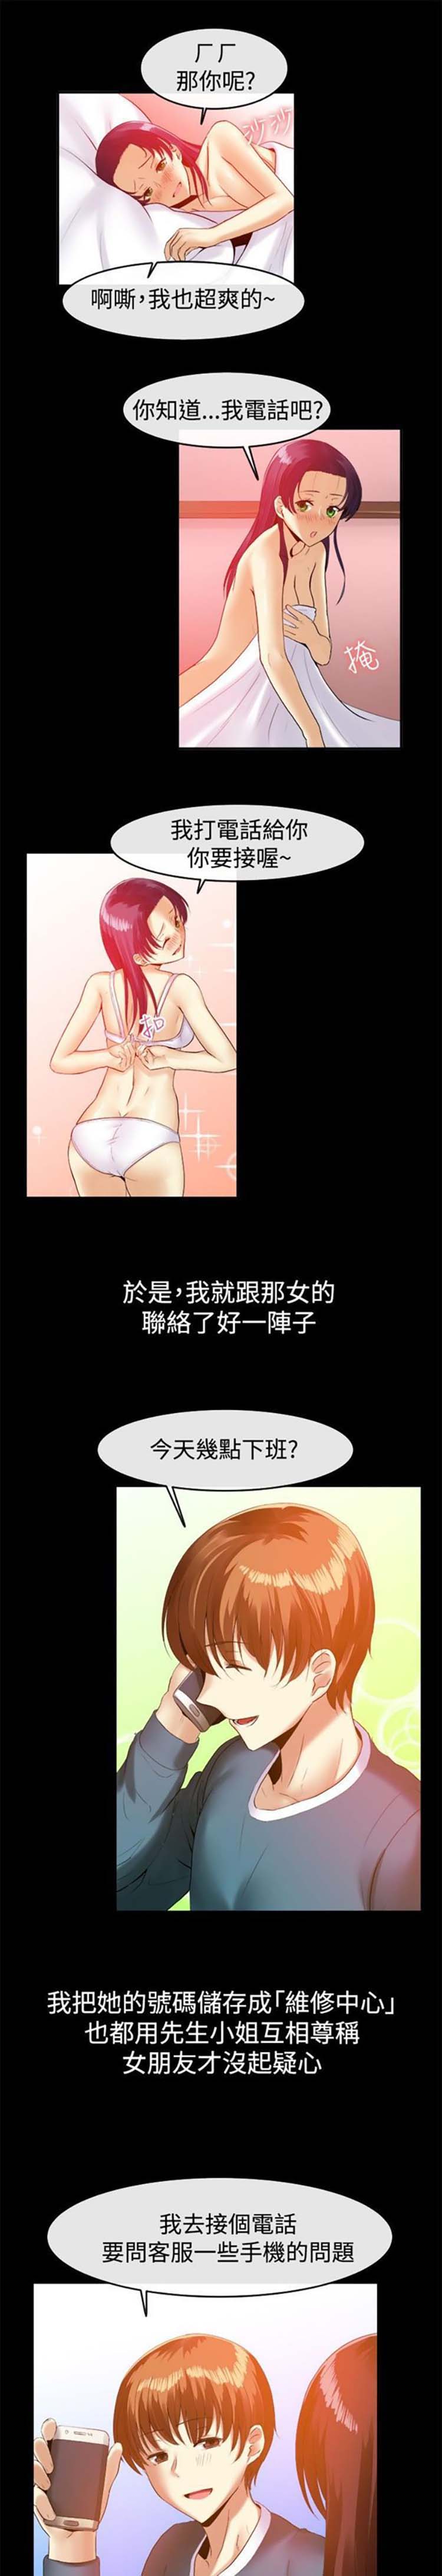 ㄏㄏ
那你呢?
沙沙
啊嘶,我也超爽的~
你知道...我電話吧?
掩
我打電話給你
你要接喔~
扣
於是,我就跟那女的
聯絡了好一陣子
今天幾點下班?
我把她的號碼儲存成「維修中心」
也都用先生小姐互相尊稱
女朋友才沒起疑心
我去接個電話
要問客服一些手機的問題